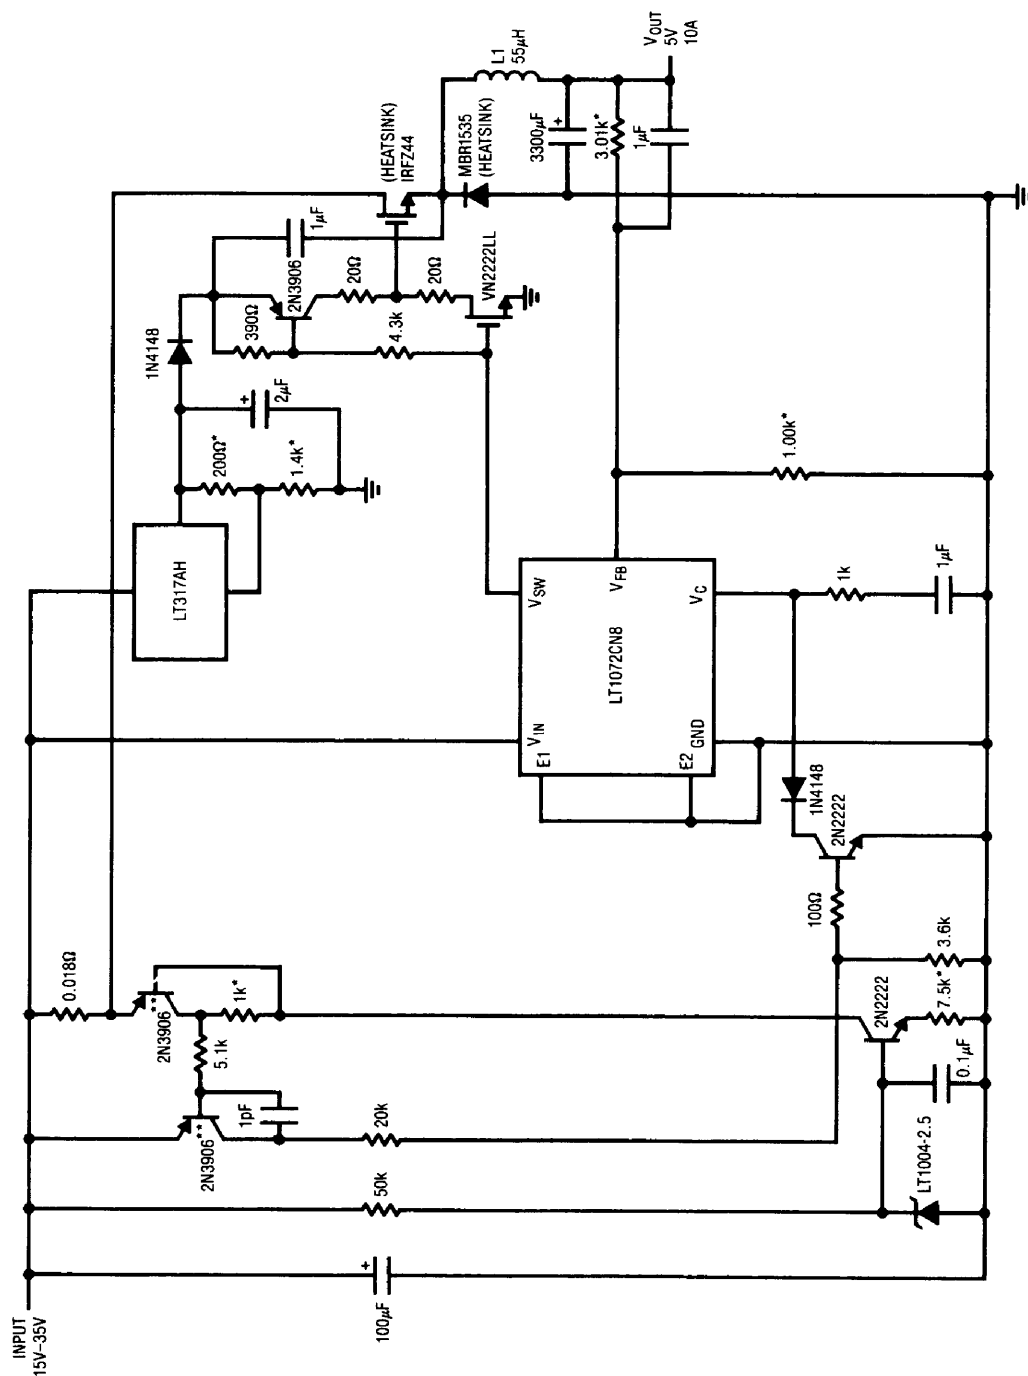 INPUT
15V–35V
100µF
+
50k
LT1004-2.5
2N3906**
1pF
20k
0.1µF
5.1k
2N3906**
0.018Ω
1k*
2N2222
7.5k*
3.6k
100Ω
2N2222
1N4148
E1
E2
VIN
GND
LT1072CN8
VSW
VFB
VC
1k
1µF
1.00k*
LT317AH
200Ω*
1.4k*
+
2µF
1N4148
390Ω
2N3906
4.3k
1µF
20Ω
20Ω
VN2222LL
(HEATSINK)
IRFZ44
MBR1535
(HEATSINK)
L1
55µH
3300µF
+
3.01k*
1µF
VOUT
5V
10A